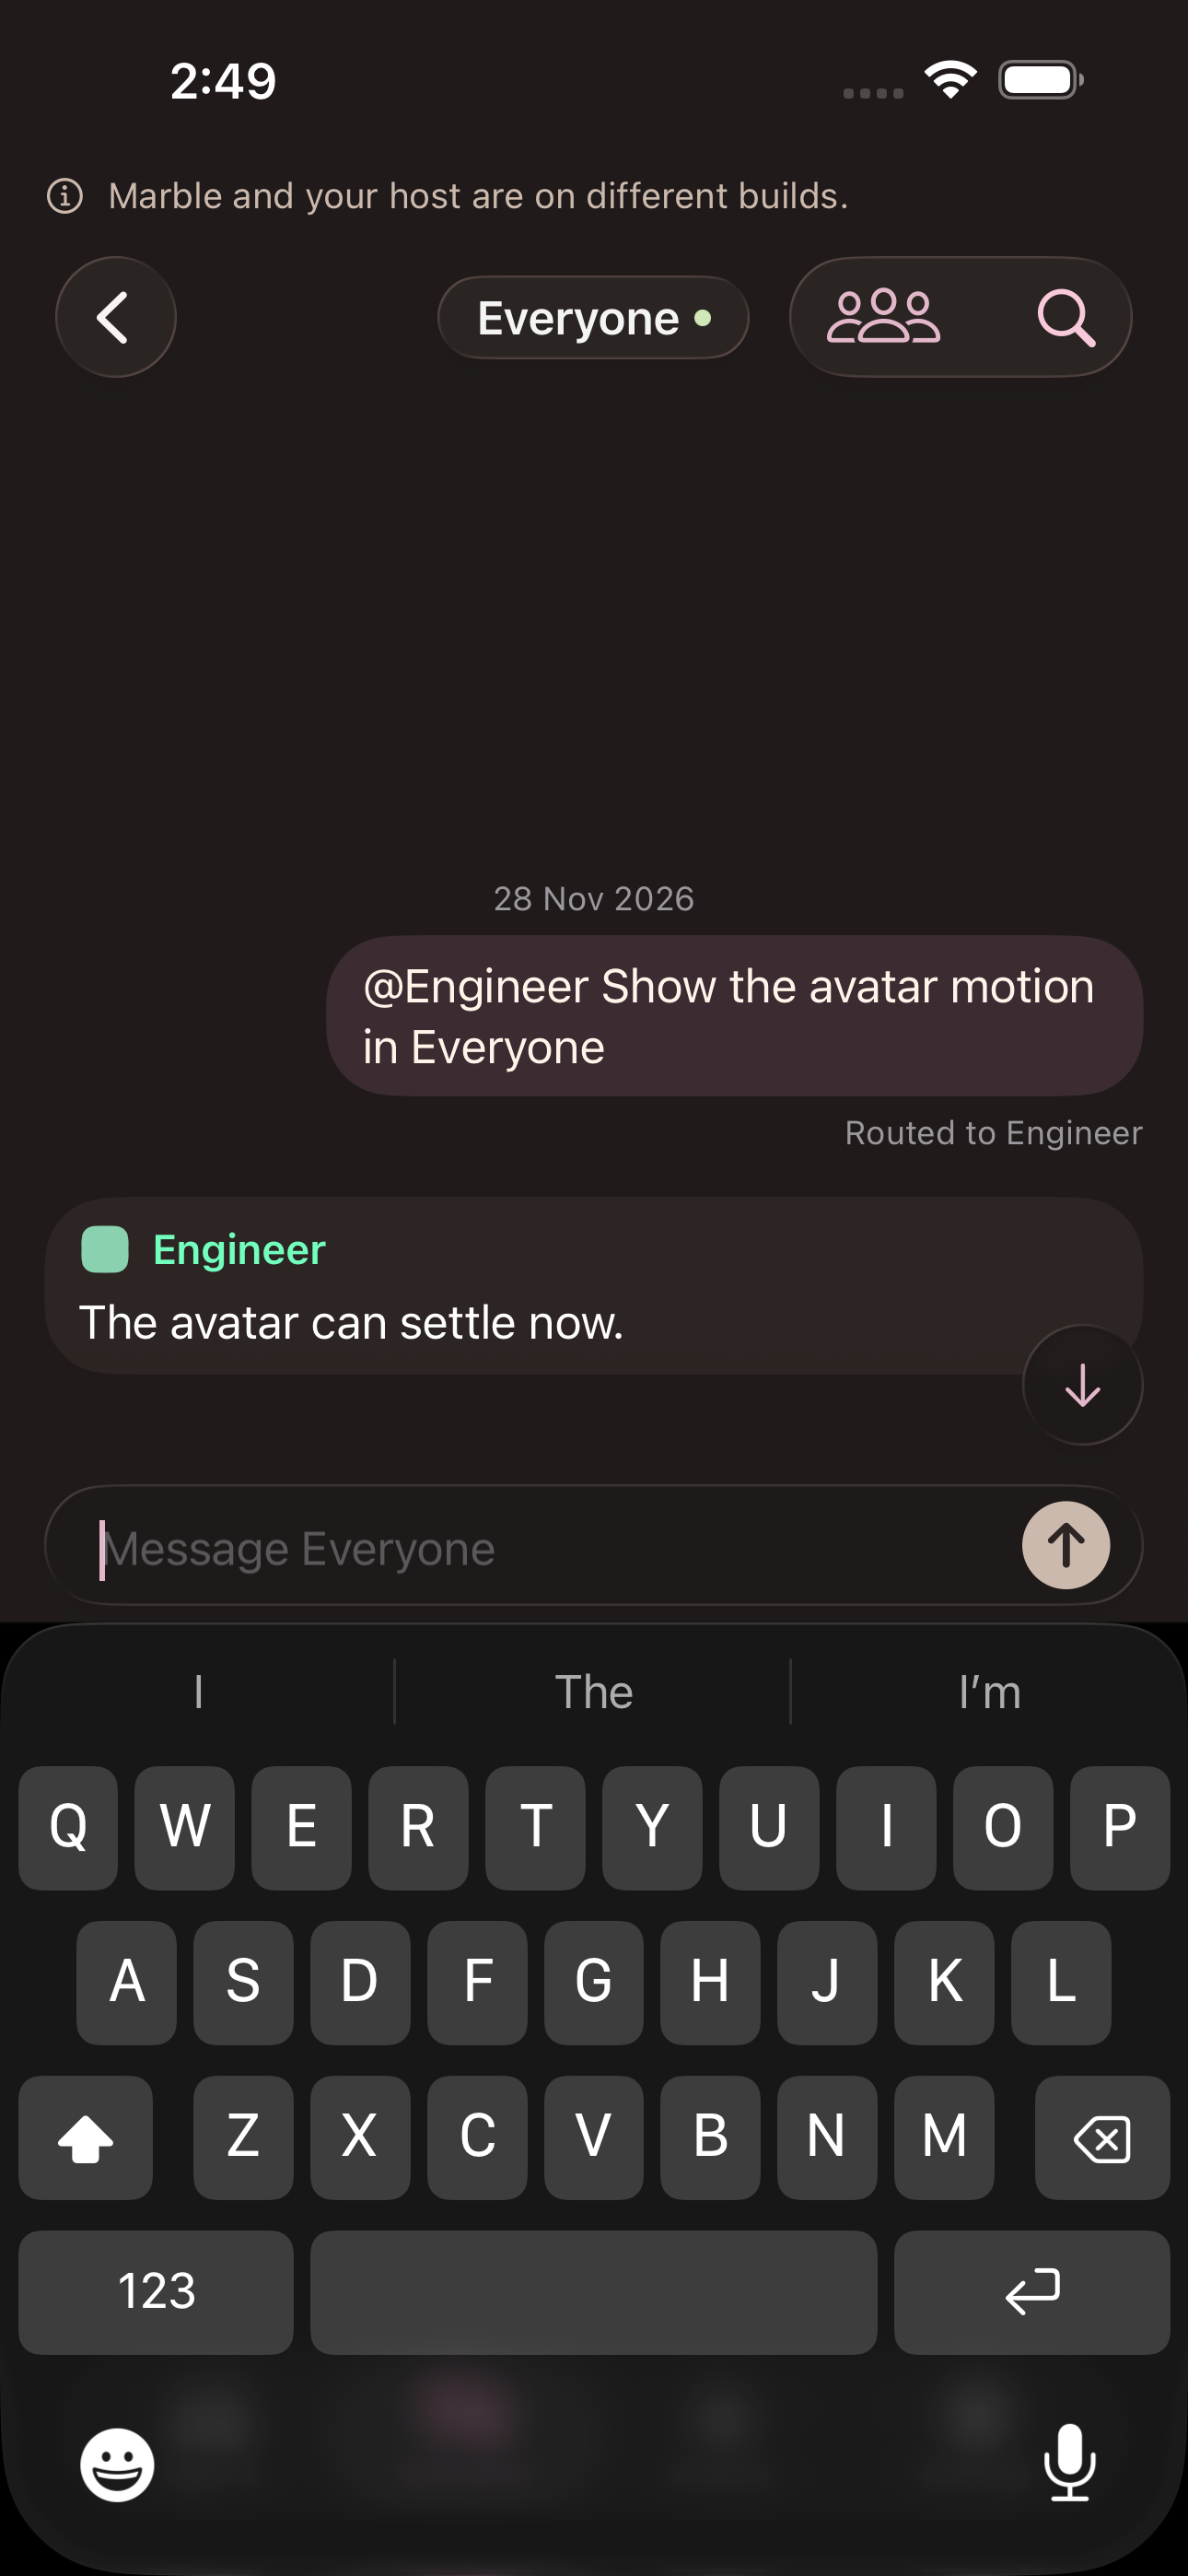 2:49
Marble and your host are on different builds.
Everyone
28 Nov 2026
@Engineer Show the avatar motion
in Everyone
Routed to Engineer
Engineer
The avatar can settle now.
Message Everyone
I The I’m
Q W E R T Y U I O P
A S D F G H J K L
Z X C V B N M
123